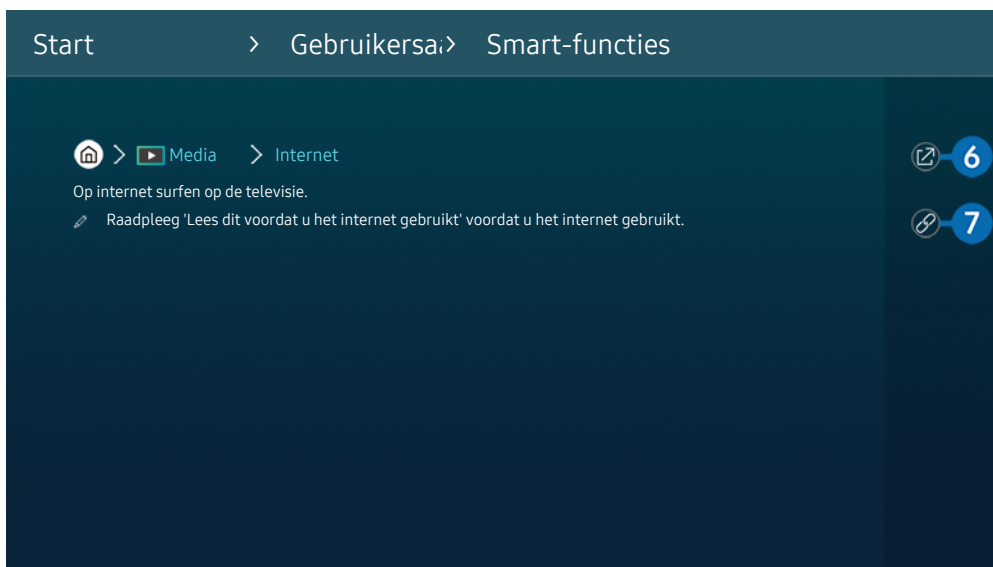 Start > Gebruikersa > Smart-functies
> Media > Internet
6
Op internet surfen op de televisie.
Raadpleeg 'Lees dit voordat u het internet gebruikt' voordat u het internet gebruikt.
7